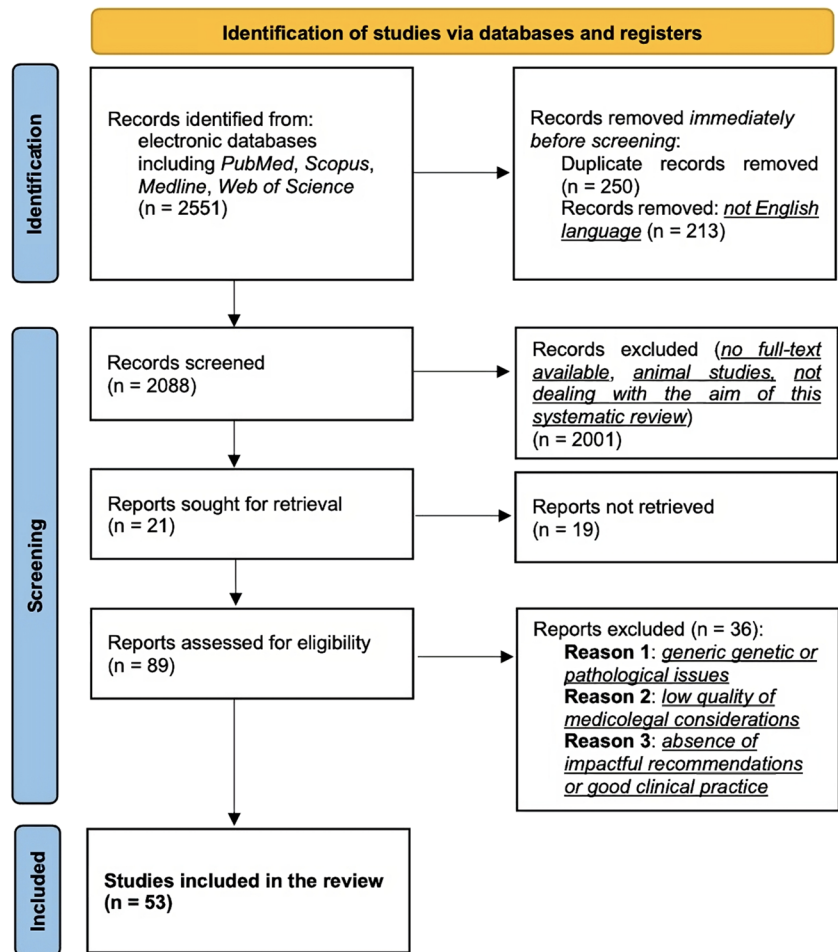 Identification of studies via databases and registers
Identification
Records identified from:
electronic databases
including PubMed, Scopus,
Medline, Web of Science
(n = 2551)
Records removed immediately
before screening:
Duplicate records removed
(n = 250)
Records removed: not English
language (n = 213)
Screening
Records screened
(n = 2088)
Records excluded (no full-text
available, animal studies, not
dealing with the aim of this
systematic review)
(n = 2001)
Reports sought for retrieval
(n = 21)
Reports not retrieved
(n = 19)
Reports assessed for eligibility
(n = 89)
Reports excluded (n = 36):
Reason 1: generic genetic or
pathological issues
Reason 2: low quality of
medicolegal considerations
Reason 3: absence of
impactful recommendations
or good clinical practice
Included
Studies included in the review
(n = 53)